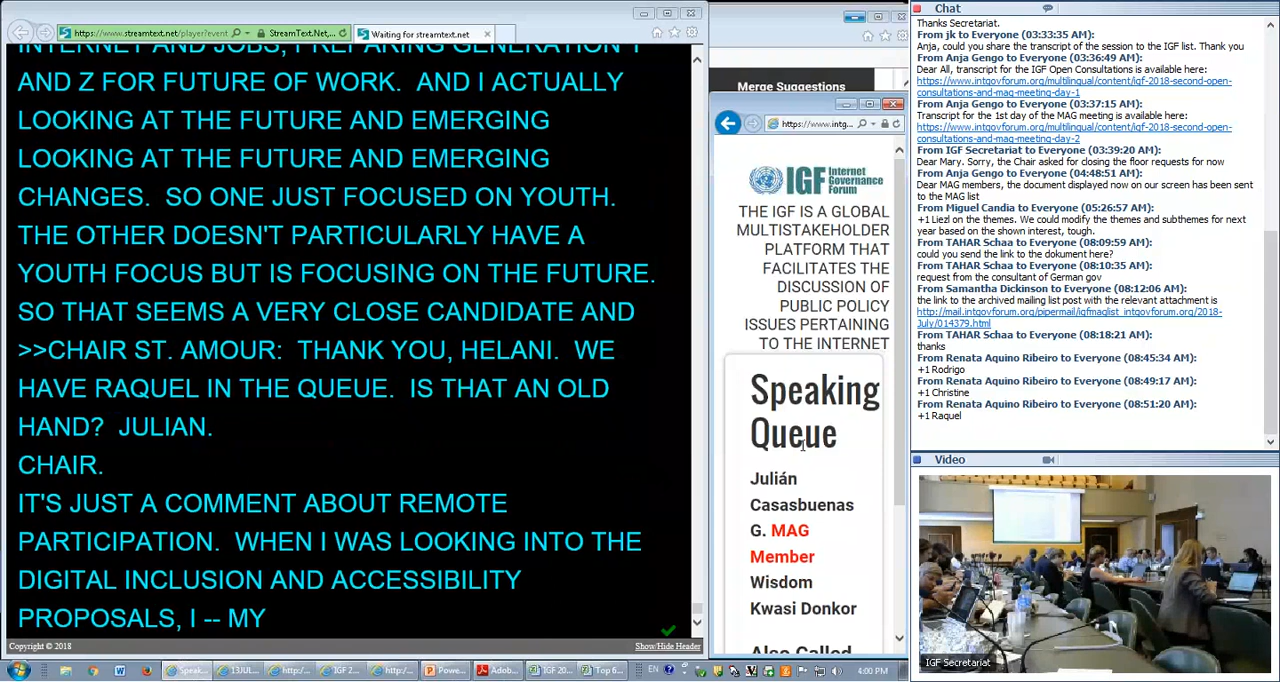 https://www.streamtext.net/player?event
StreamText.Net,...
Waiting for streamtext.net
INTERNET AND JOBS, I PREPARING GENERATION Y
AND Z FOR FUTURE OF WORK.  AND I ACTUALLY
LOOKING AT THE FUTURE AND EMERGING
LOOKING AT THE FUTURE AND EMERGING
CHANGES.  SO ONE JUST FOCUSED ON YOUTH.
THE OTHER DOESN'T PARTICULARLY HAVE A
YOUTH FOCUS BUT IS FOCUSING ON THE FUTURE.
SO THAT SEEMS A VERY CLOSE CANDIDATE AND
>>CHAIR ST. AMOUR:  THANK YOU, HELANI.  WE
HAVE RAQUEL IN THE QUEUE.  IS THAT AN OLD
HAND?  JULIAN.
CHAIR.
IT'S JUST A COMMENT ABOUT REMOTE
PARTICIPATION.  WHEN I WAS LOOKING INTO THE
DIGITAL INCLUSION AND ACCESSIBILITY
PROPOSALS, I -- MY
Copyright © 2018
Show/Hide Header
Merge Suggestions
https://www.intg...
IGF Internet
Governance
Forum
THE IGF IS A GLOBAL
MULTISTAKEHOLDER
PLATFORM THAT
FACILITATES THE
DISCUSSION OF
PUBLIC POLICY
ISSUES PERTAINING
TO THE INTERNET
Speaking
Queue
Julián
Casasbuenas
G. MAG
Member
Wisdom
Kwasi Donkor
Also Called
Chat
Thanks Secretariat.
From jk to Everyone (03:33:35 AM):
Anja, could you share the transcript of the session to the IGF list. Thank you
From Anja Gengo to Everyone (03:36:49 AM):
Dear All, transcript for the IGF Open Consultations is available here:
https://www.intgovforum.org/multilingual/content/igf-2018-second-open-
consultations-and-mag-meeting-day-1
From Anja Gengo to Everyone (03:37:15 AM):
Transcript for the 1st day of the MAG meeting is available here:
https://www.intgovforum.org/multilingual/content/igf-2018-second-open-
consultations-and-mag-meeting-day-2
From IGF Secretariat to Everyone (03:39:20 AM):
Dear Mary. Sorry, the Chair asked for closing the floor requests for now
From Anja Gengo to Everyone (04:48:51 AM):
Dear MAG members, the document displayed now on our screen has been sent
to the MAG list
From Miguel Candia to Everyone (05:26:57 AM):
+1 Liezl on the themes. We could modify the themes and subthemes for next
year based on the shown interest, tough.
From TAHAR Schaa to Everyone (08:09:59 AM):
could you send the link to the dokument here?
From TAHAR Schaa to Everyone (08:10:35 AM):
request from the consultant of German gov
From Samantha Dickinson to Everyone (08:12:06 AM):
the link to the archived mailing list post with the relevant attachment is
http://mail.intgovforum.org/pipermail/igfmaglist_intgovforum.org/2018-
July/014379.html
From TAHAR Schaa to Everyone (08:18:21 AM):
thanks
From Renata Aquino Ribeiro to Everyone (08:45:34 AM):
+1 Rodrigo
From Renata Aquino Ribeiro to Everyone (08:49:17 AM):
+1 Christine
From Renata Aquino Ribeiro to Everyone (08:51:20 AM):
+1 Raquel
Video
IGF Secretariat
Speak...
13JUL...
http:/...
IGF 2...
http:/...
Powe...
Adob...
IGF 20...
Top 6...
EN
4:00 PM